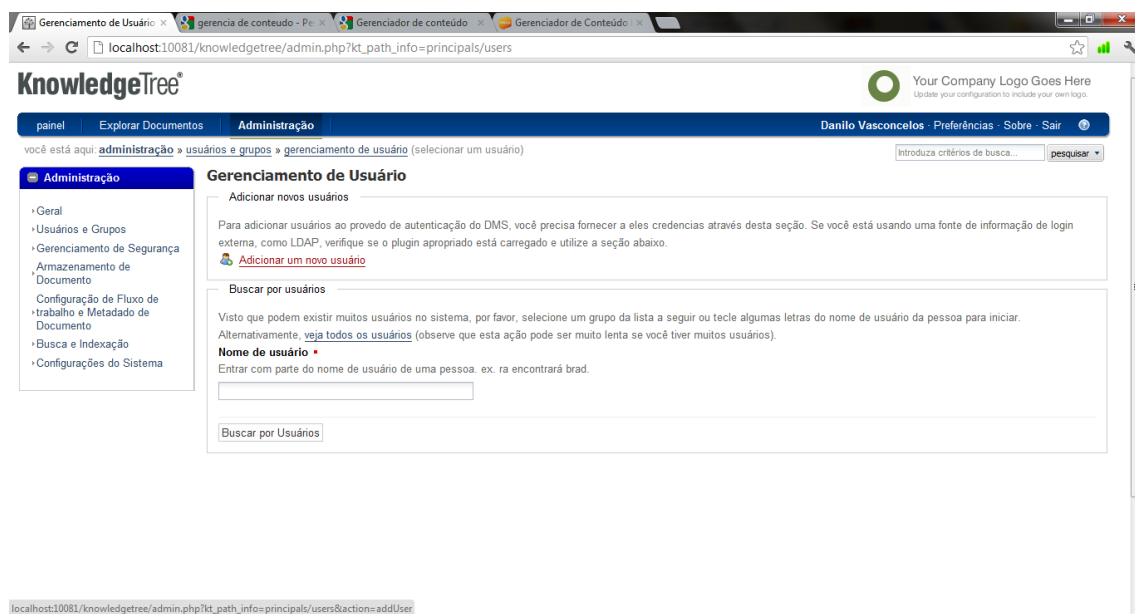 Gerenciamento de Usuário
gerencia de conteudo - Pe
Gerenciador de conteúdo
Gerenciador de Conteúdo
localhost:10081/knowledgetree/admin.php?kt_path_info=principals/users
KnowledgeTree®
Your Company Logo Goes Here
Update your configuration to include your own logo.
painel Explorar Documentos Administração Danilo Vasconcelos · Preferências · Sobre · Sair
você está aqui: administração » usuários e grupos » gerenciamento de usuário (selecionar um usuário)
Introduza critérios de busca... pesquisar
Administração
Geral
Usuários e Grupos
Gerenciamento de Segurança
Armazenamento de
Documento
Configuração de Fluxo de
trabalho e Metadado de
Documento
Busca e Indexação
Configurações do Sistema
Gerenciamento de Usuário
Adicionar novos usuários
Para adicionar usuários ao provedo de autenticação do DMS, você precisa fornecer a eles credencias através desta seção. Se você está usando uma fonte de informação de login
externa, como LDAP, verifique se o plugin apropriado está carregado e utilize a seção abaixo.
Adicionar um novo usuário
Buscar por usuários
Visto que podem existir muitos usuários no sistema, por favor, selecione um grupo da lista a seguir ou tecle algumas letras do nome de usuário da pessoa para iniciar.
Alternativamente, veja todos os usuários (observe que esta ação pode ser muito lenta se você tiver muitos usuários).
Nome de usuário
Entrar com parte do nome de usuário de uma pessoa. ex. ra encontrará brad.
Buscar por Usuários
localhost:10081/knowledgetree/admin.php?kt_path_info=principals/users&action=addUser